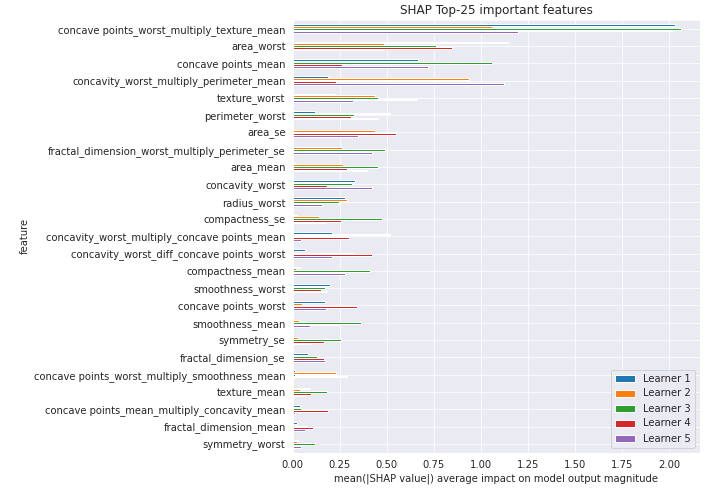 SHAP Top-25 important features
feature
concave points_worst_multiply_texture_mean
area_worst
concave points_mean
concavity_worst_multiply_perimeter_mean
texture_worst
perimeter_worst
area_se
fractal_dimension_worst_multiply_perimeter_se
area_mean
concavity_worst
radius_worst
compactness_se
concavity_worst_multiply_concave points_mean
concavity_worst_diff_concave points_worst
compactness_mean
smoothness_worst
concave points_worst
smoothness_mean
symmetry_se
fractal_dimension_se
concave points_worst_multiply_smoothness_mean
texture_mean
concave points_mean_multiply_concavity_mean
fractal_dimension_mean
symmetry_worst
Learner 1
Learner 2
Learner 3
Learner 4
Learner 5
0.00 0.25 0.50 0.75 1.00 1.25 1.50 1.75 2.00
mean(|SHAP value|) average impact on model output magnitude